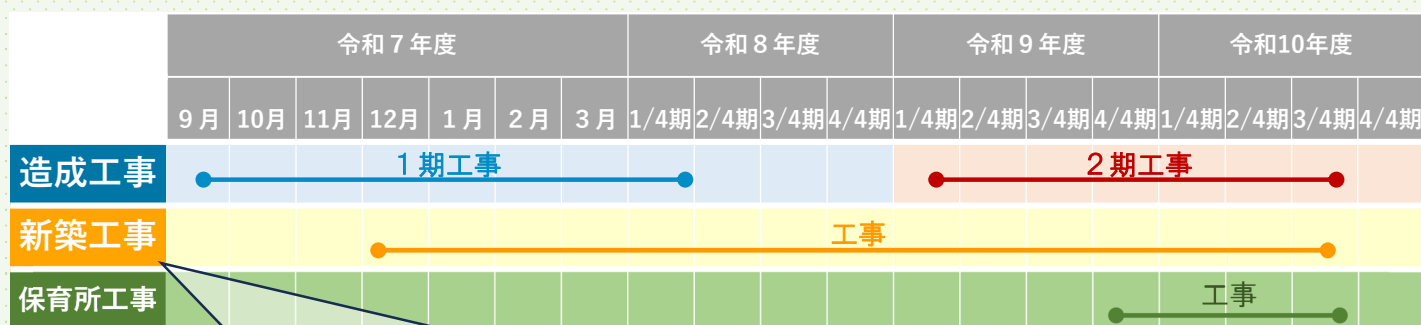 令和７年度 令和８年度 令和９年度 令和10年度
９月 10月 11月 12月 １月 ２月 ３月 1/4期 2/4期 3/4期 4/4期 1/4期 2/4期 3/4期 4/4期 1/4期 2/4期 3/4期 4/4期
造成工事 １期工事 ２期工事
新築工事 工事
保育所工事 工事